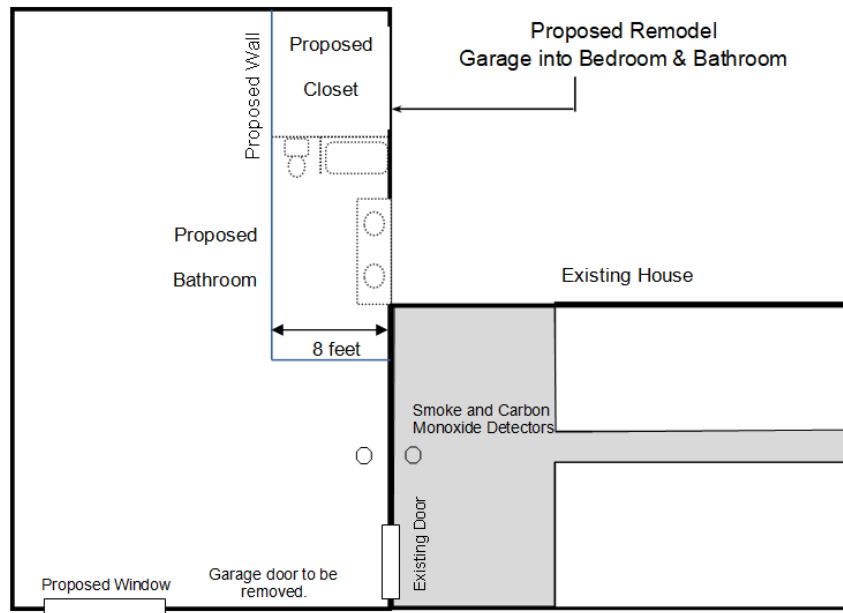 Proposed Remodel
Garage into Bedroom & Bathroom
Proposed
Closet
Proposed Wall
Proposed
Bathroom
Existing House
8 feet
Smoke and Carbon
Monoxide Detectors
Existing Door
Garage door to be
removed.
Proposed Window